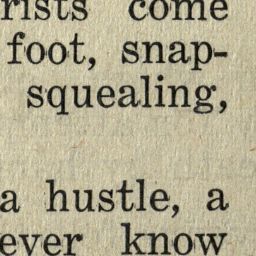 rists come
foot, snap-
squealing,
a hustle, a
ever know